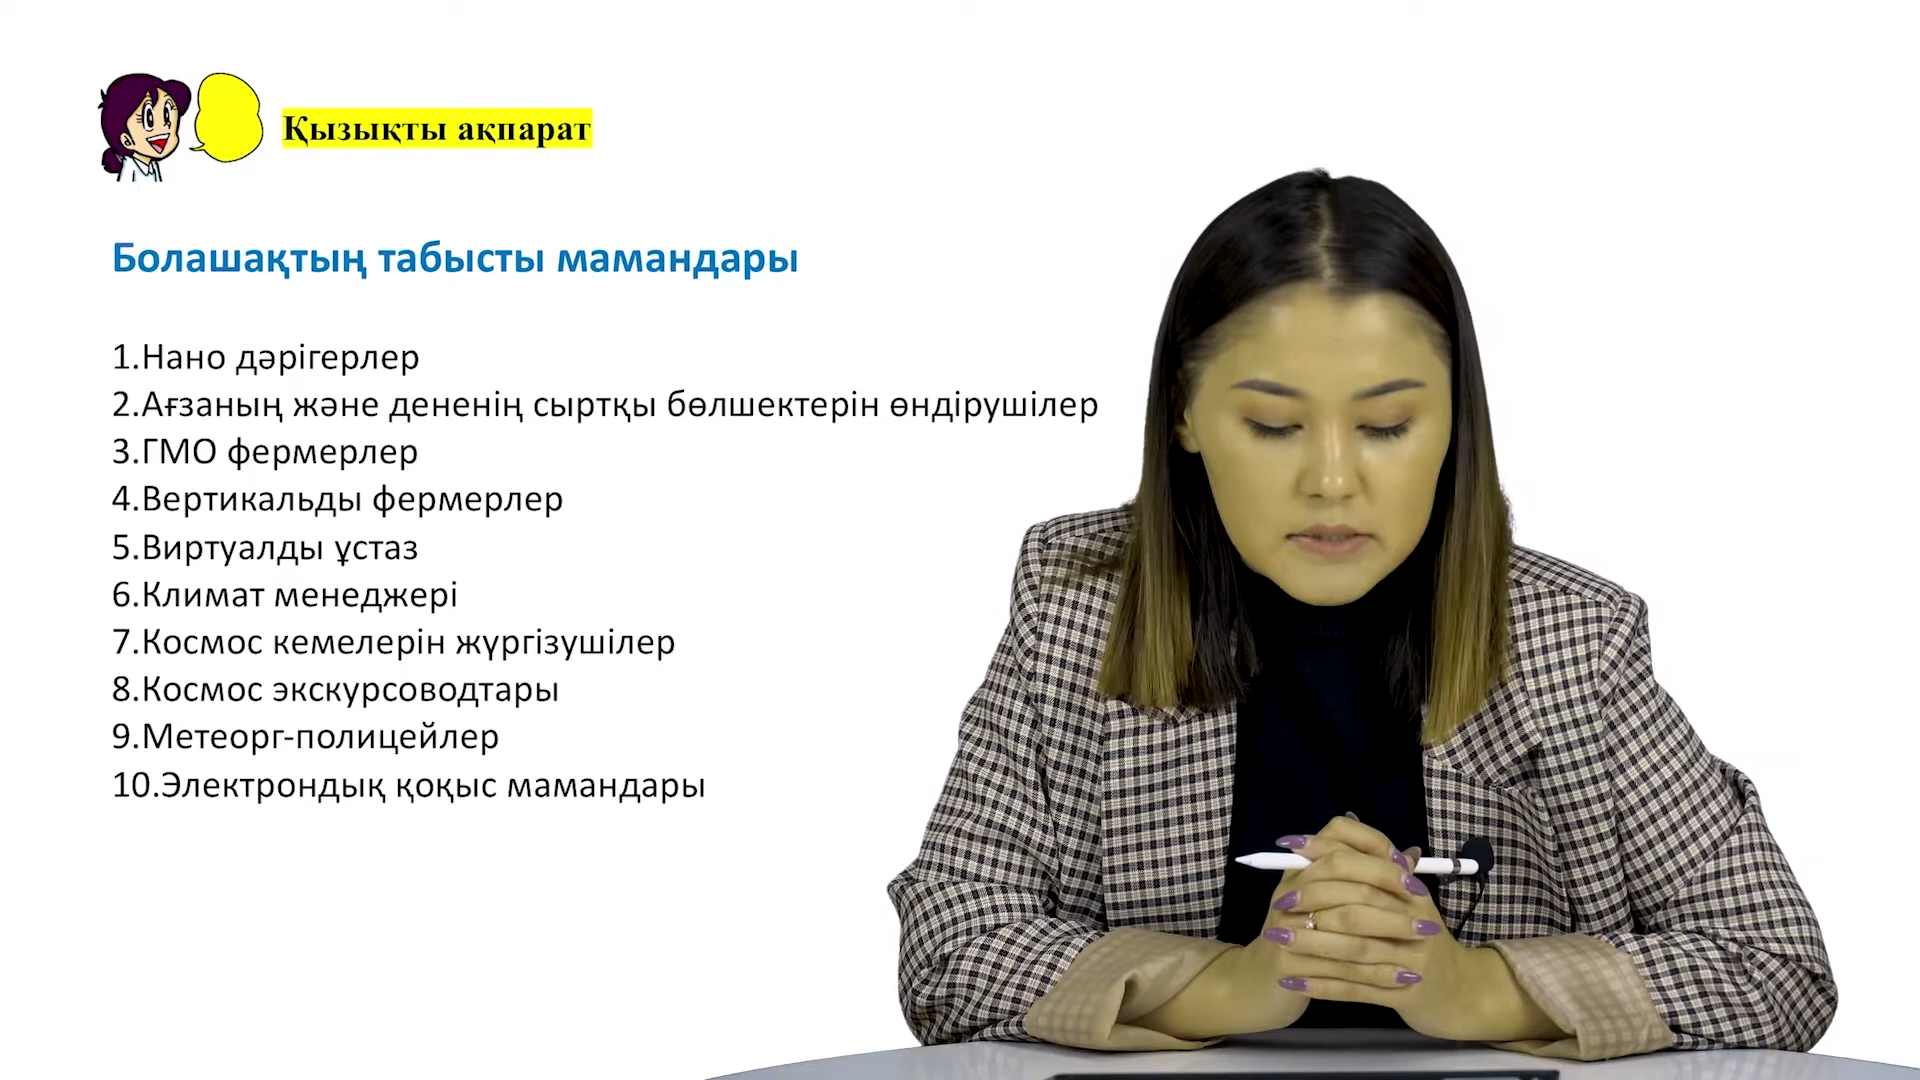 Қызықты ақпарат
Болашақтың табысты мамандары
1.Нано дәрігерлер
2.Ағзаның және дененің сыртқы бөлшектерін өндірушілер
3.ГМО фермерлер
4.Вертикальды фермерлер
5.Виртуалды ұстаз
6.Климат менеджері
7.Космос кемелерін жүргізушілер
8.Космос экскурсоводтары
9.Метеорг-полицейлер
10.Электрондық қоқыс мамандары